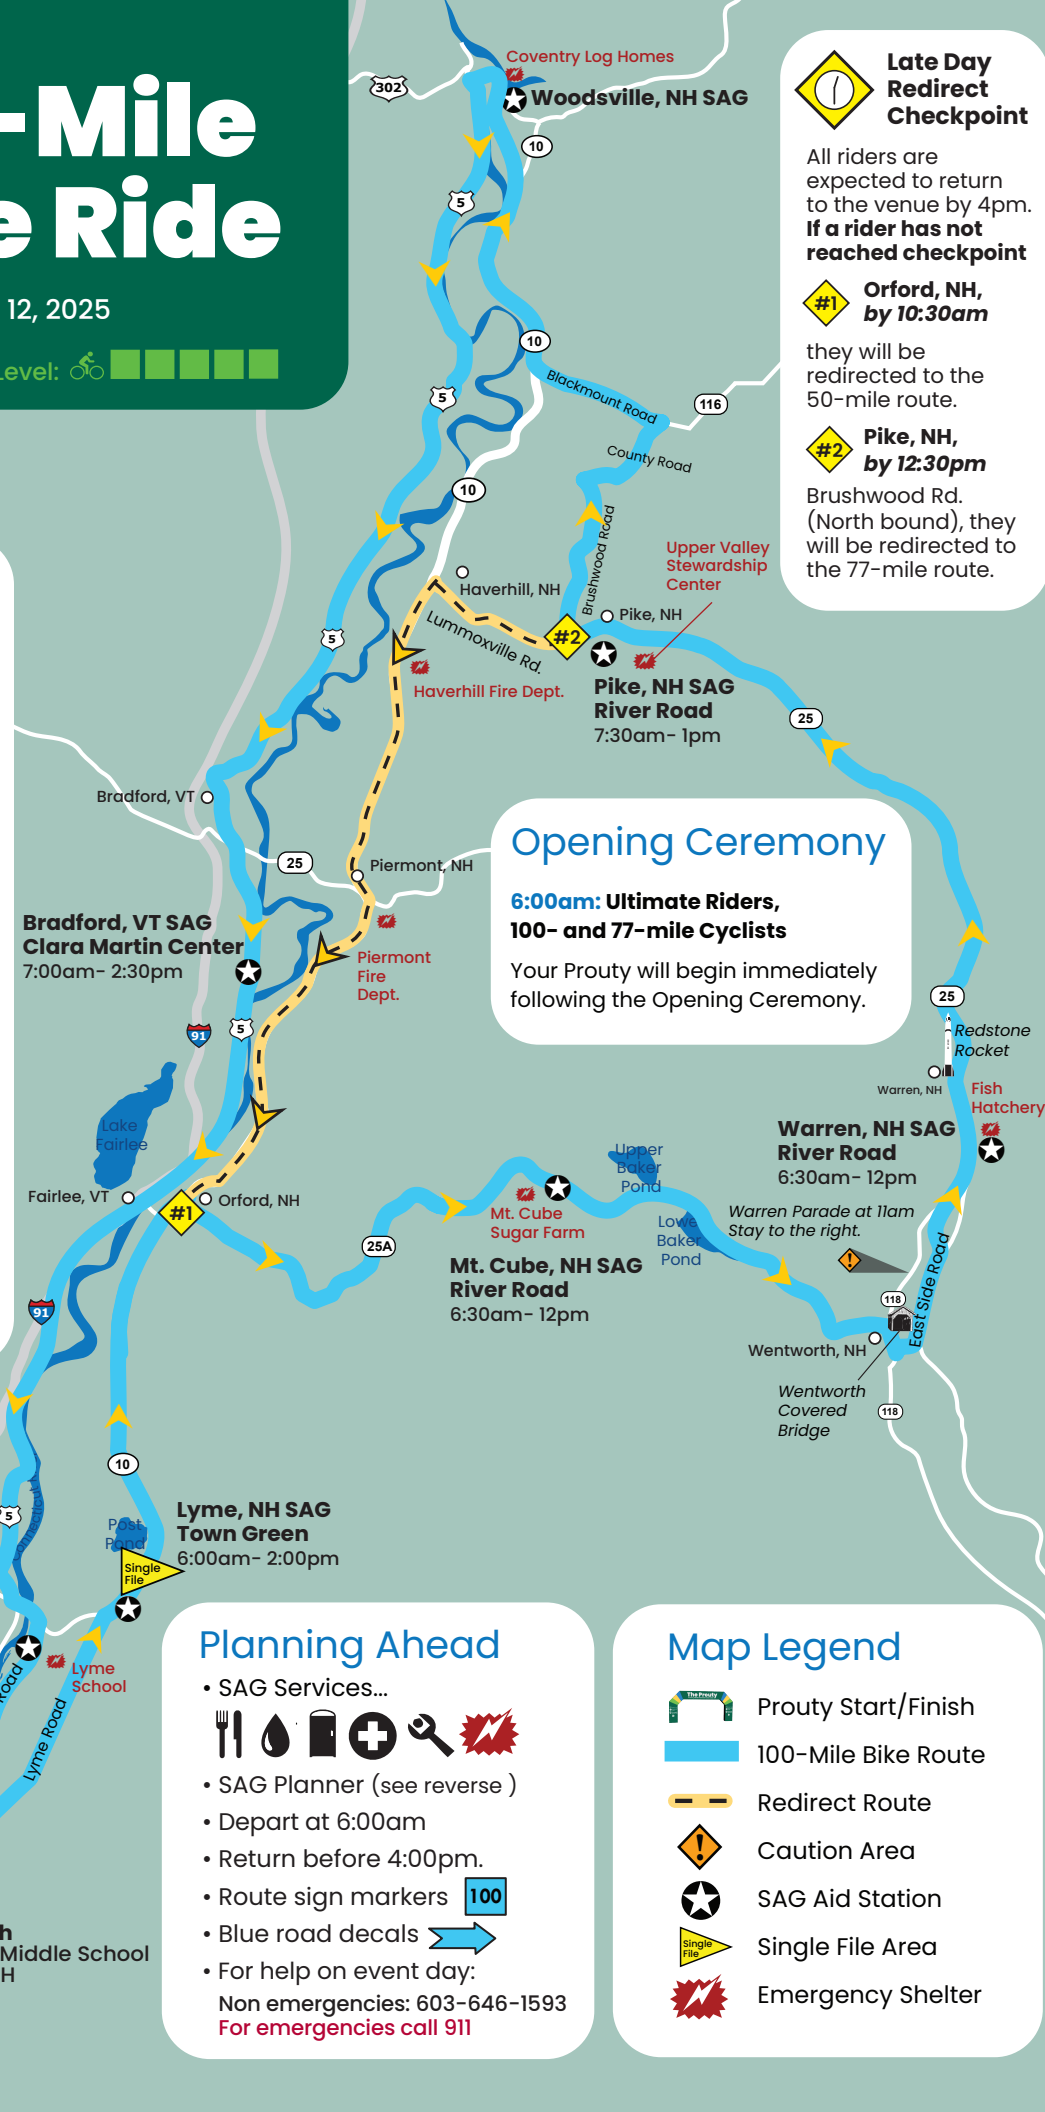 -Mile
e Ride
12, 2025
Level:
302
Coventry Log Homes
Woodsville, NH SAG
10
5
10
5
Blackmount Road
116
County Road
10
Brushwood Road
Haverhill, NH
Lummoxville Rd.
#2
Pike, NH
Upper Valley
Stewardship
Center
5
Haverhill Fire Dept.
Pike, NH SAG
River Road
7:30am- 1pm
25
Late Day
Redirect
Checkpoint
All riders are
expected to return
to the venue by 4pm.
If a rider has not
reached checkpoint
#1
Orford, NH,
by 10:30am
they will be
redirected to the
50-mile route.
#2
Pike, NH,
by 12:30pm
Brushwood Rd.
(North bound), they
will be redirected to
the 77-mile route.
Bradford, VT
25
Piermont, NH
Opening Ceremony
6:00am: Ultimate Riders,
100- and 77-mile Cyclists
Your Prouty will begin immediately
following the Opening Ceremony.
Bradford, VT SAG
Clara Martin Center
7:00am- 2:30pm
Piermont
Fire
Dept.
91
5
25
Redstone
Rocket
Warren, NH
Fish
Hatchery
Warren, NH SAG
River Road
6:30am- 12pm
Lake
Fairlee
Fairlee, VT
#1
Orford, NH
25A
Mt. Cube
Sugar Farm
Mt. Cube, NH SAG
River Road
6:30am- 12pm
Upper
Baker
Pond
Lower
Baker
Pond
Warren Parade at 11am
Stay to the right.
!
118
East Side Road
Wentworth, NH
Wentworth
Covered
Bridge
118
91
10
5
Connecticut
Lyme, NH SAG
Town Green
6:00am- 2:00pm
Post
Pond
Single
File
Lyme
School
Road
Lyme Road
h
Middle School
H
Planning Ahead
• SAG Services...
• SAG Planner (see reverse )
• Depart at 6:00am
• Return before 4:00pm.
• Route sign markers 100
• Blue road decals
• For help on event day:
Non emergencies: 603-646-1593
For emergencies call 911
Map Legend
The Prouty
Prouty Start/Finish
100-Mile Bike Route
Redirect Route
! Caution Area
SAG Aid Station
Single
File
Single File Area
Emergency Shelter